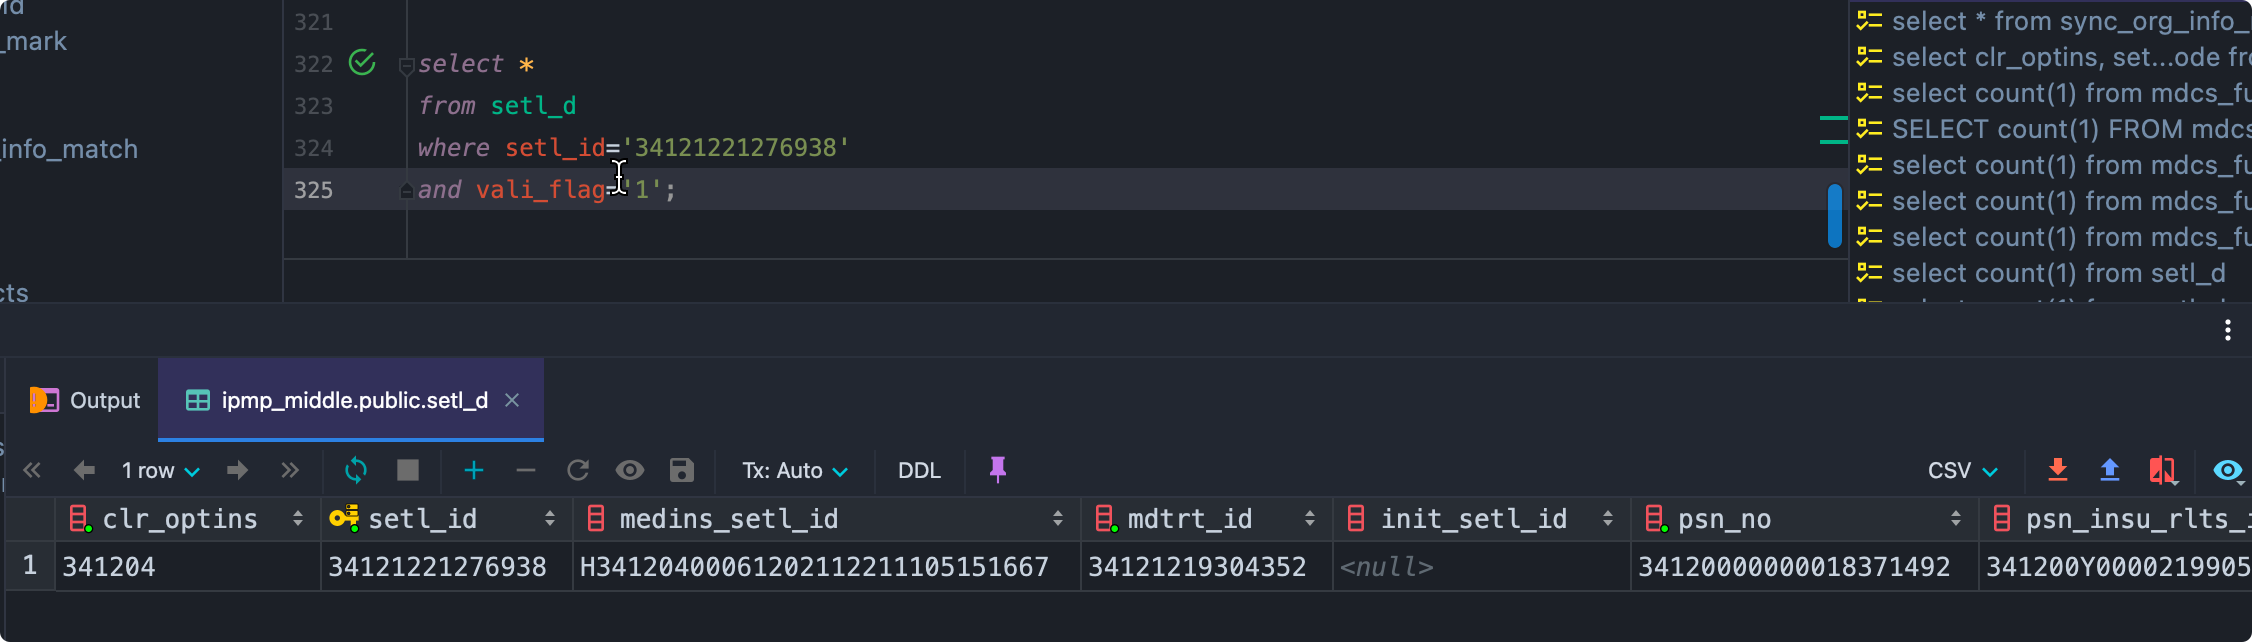 _mark
_info_match
cts
321
322 select *
323 from setl_d
324 where setl_id='34121221276938'
325 and vali_flag='1';
select * from sync_org_info_
select clr_optins, set...ode fro
select count(1) from mdcs_fu
SELECT count(1) FROM mdcs
select count(1) from mdcs_fu
select count(1) from mdcs_fu
select count(1) from mdcs_fu
select count(1) from setl_d
Output
ipmp_middle.public.setl_d
1 row
Tx: Auto
DDL
CSV
clr_optins setl_id medins_setl_id mdtrt_id init_setl_id psn_no psn_insu_rlts_
1 341204 34121221276938 H34120400061202112211105151667 34121219304352 <null> 34120000000018371492 341200Y0000219905